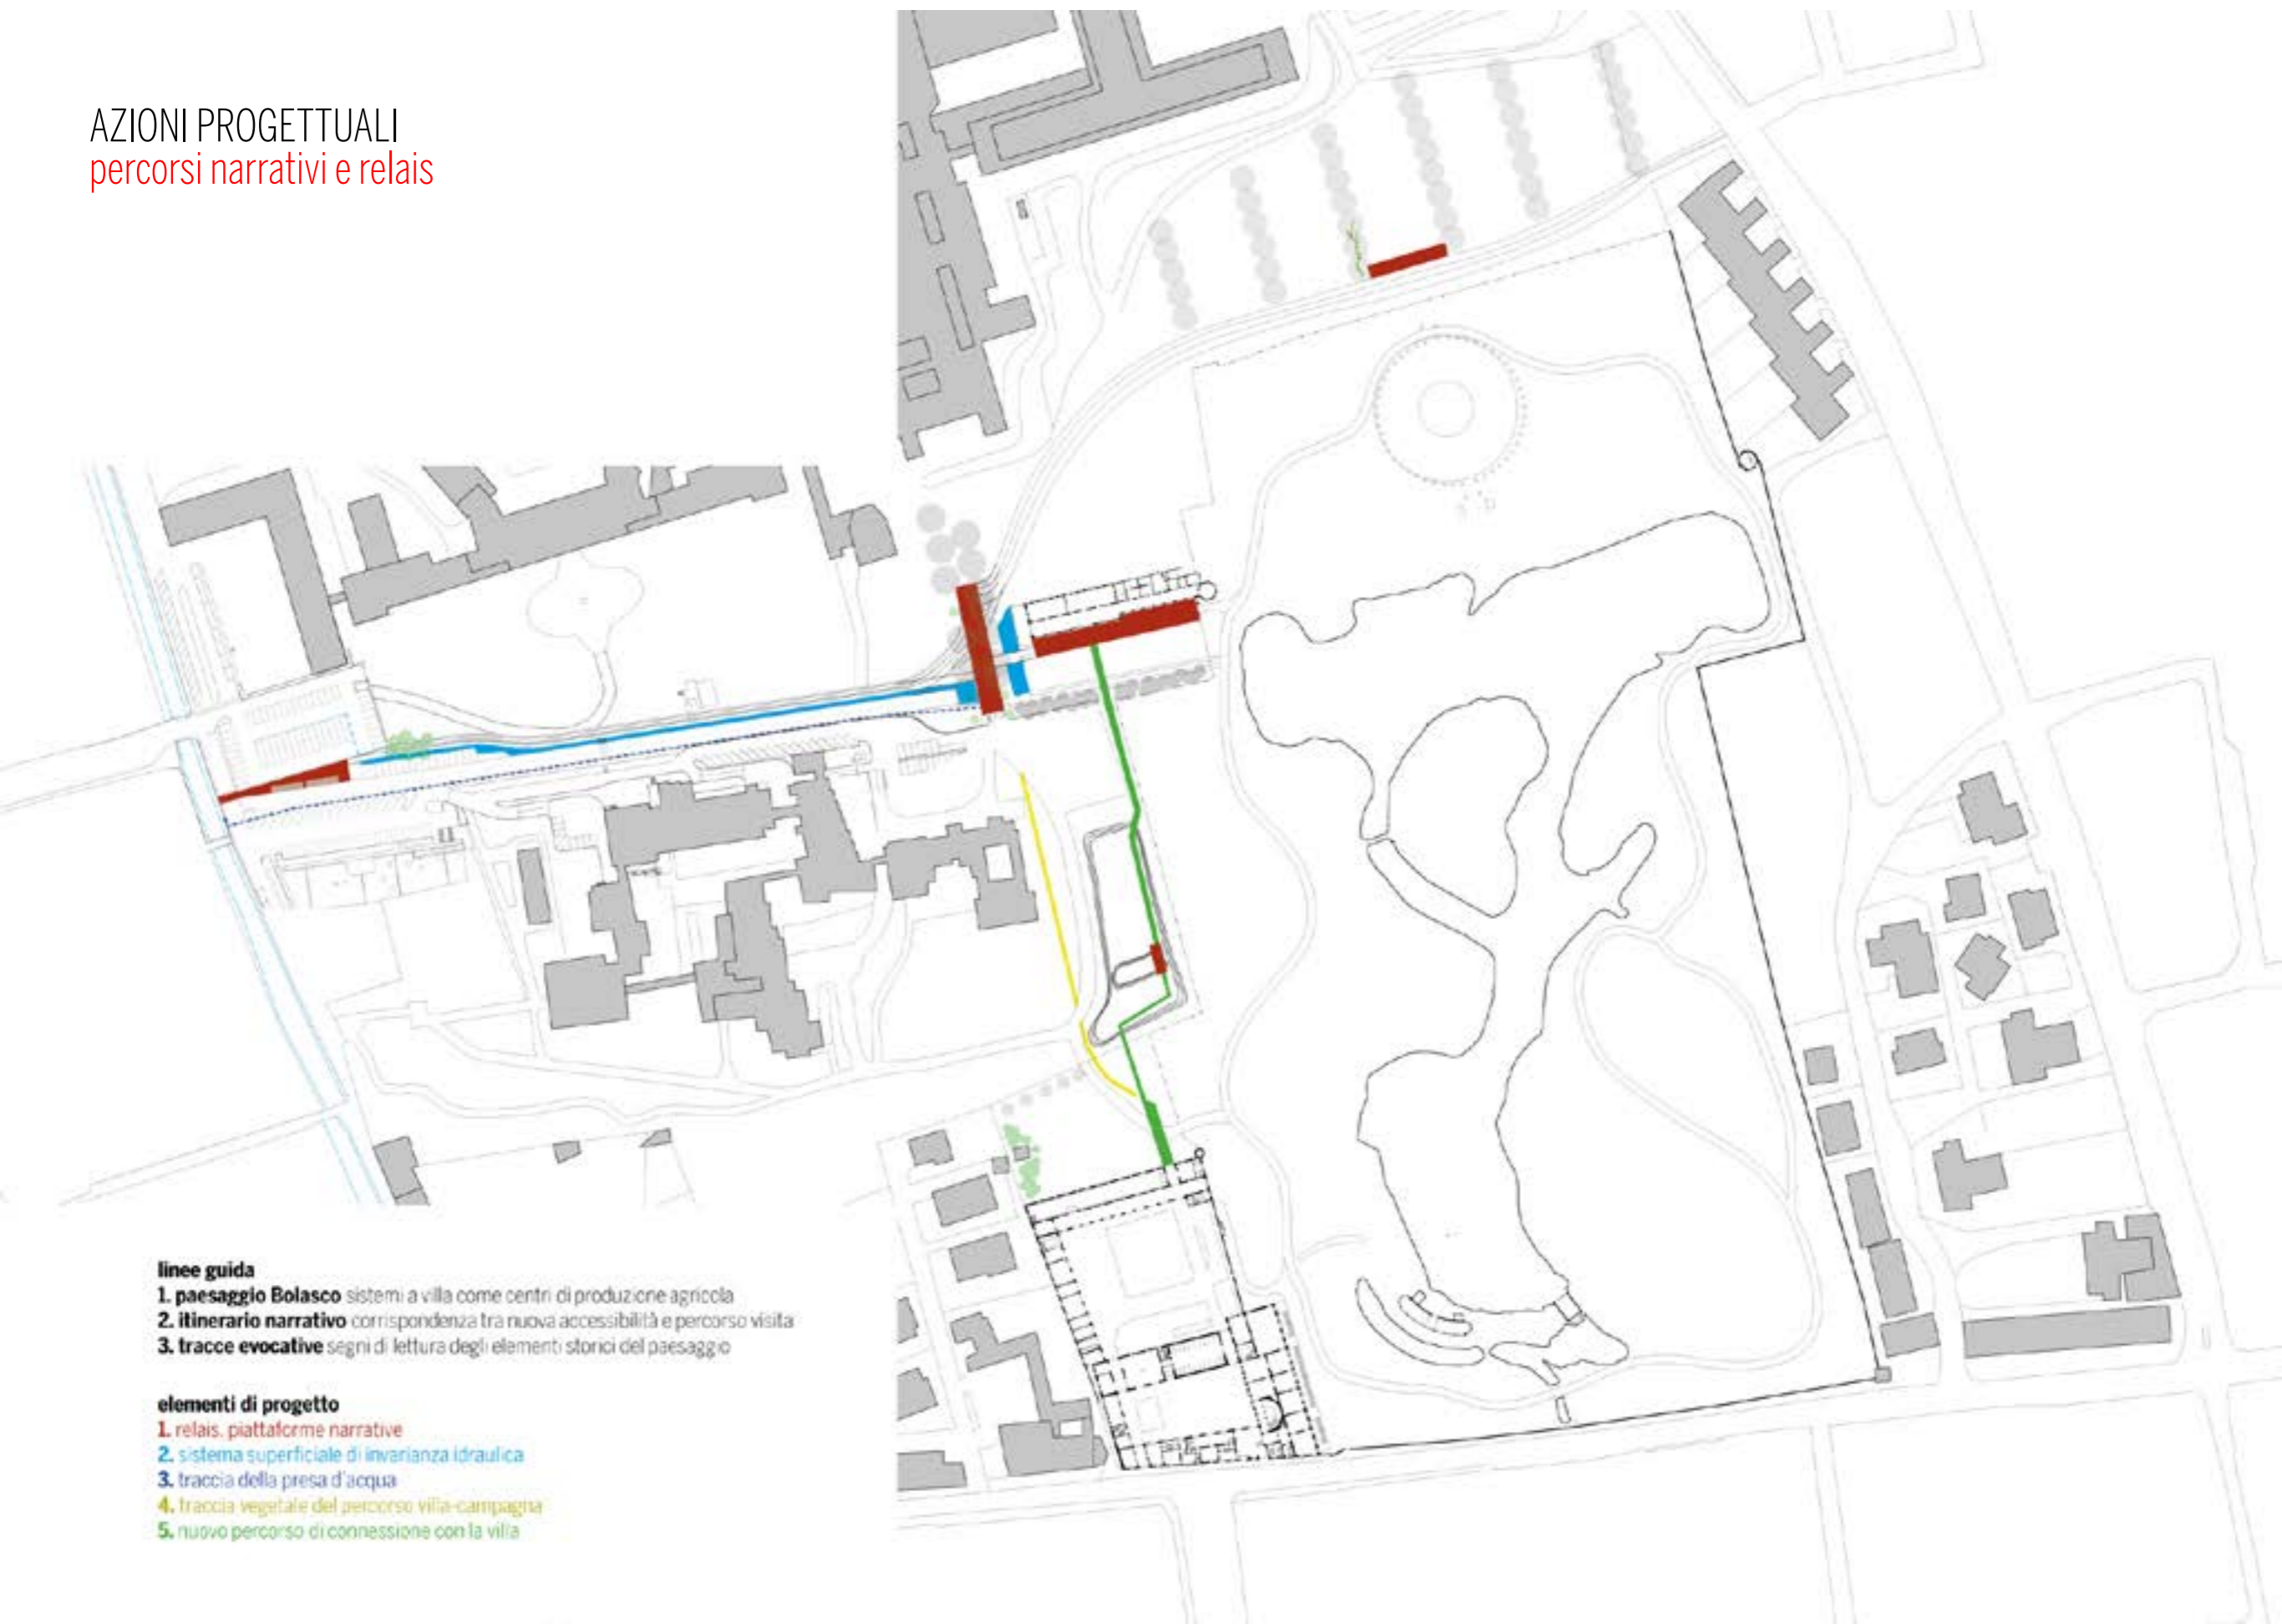 AZIONI PROGETTUALI
percorsi narrativi e relais
linee guida
1. paesaggio Bolasco sistemi a villa come centri di produzione agricola
2. itinerario narrativo corrispondenza tra nuova accessibilità e percorso visita
3. tracce evocative segni di lettura degli elementi storici del paesaggio
elementi di progetto
1. relais, piattaforme narrative
2. sistema superficiale di invarianza idraulica
3. traccia della presa d'acqua
4. traccia vegetale del percorso villa-campagna
5. nuovo percorso di connessione con la villa